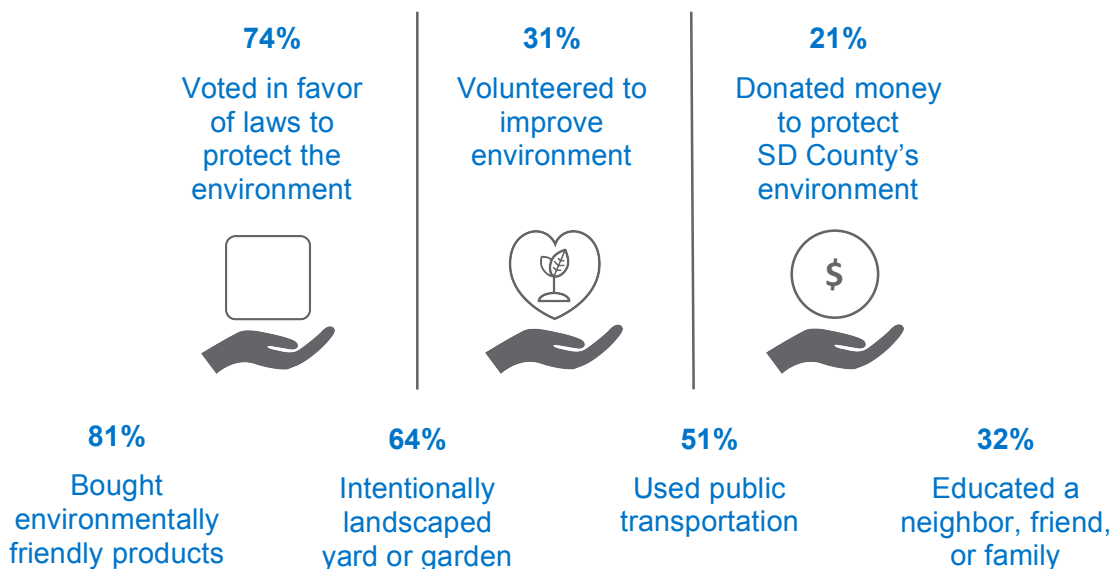 74%
Voted in favor
of laws to
protect the
environment
31%
Volunteered to
improve
environment
21%
Donated money
to protect
SD County's
environment
$
81%
Bought
environmentally
friendly products
64%
Intentionally
landscaped
yard or garden
51%
Used public
transportation
32%
Educated a
neighbor, friend,
or family